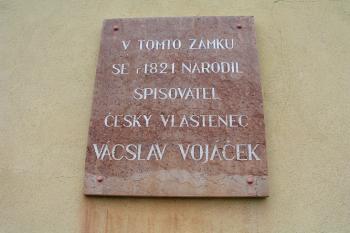 V TOMTO ZÁMKU
SE r 1821 NARODIL
SPISOVATEL
ČESKÝ VLASTENEC
VÁCSLAV VOJÁČEK